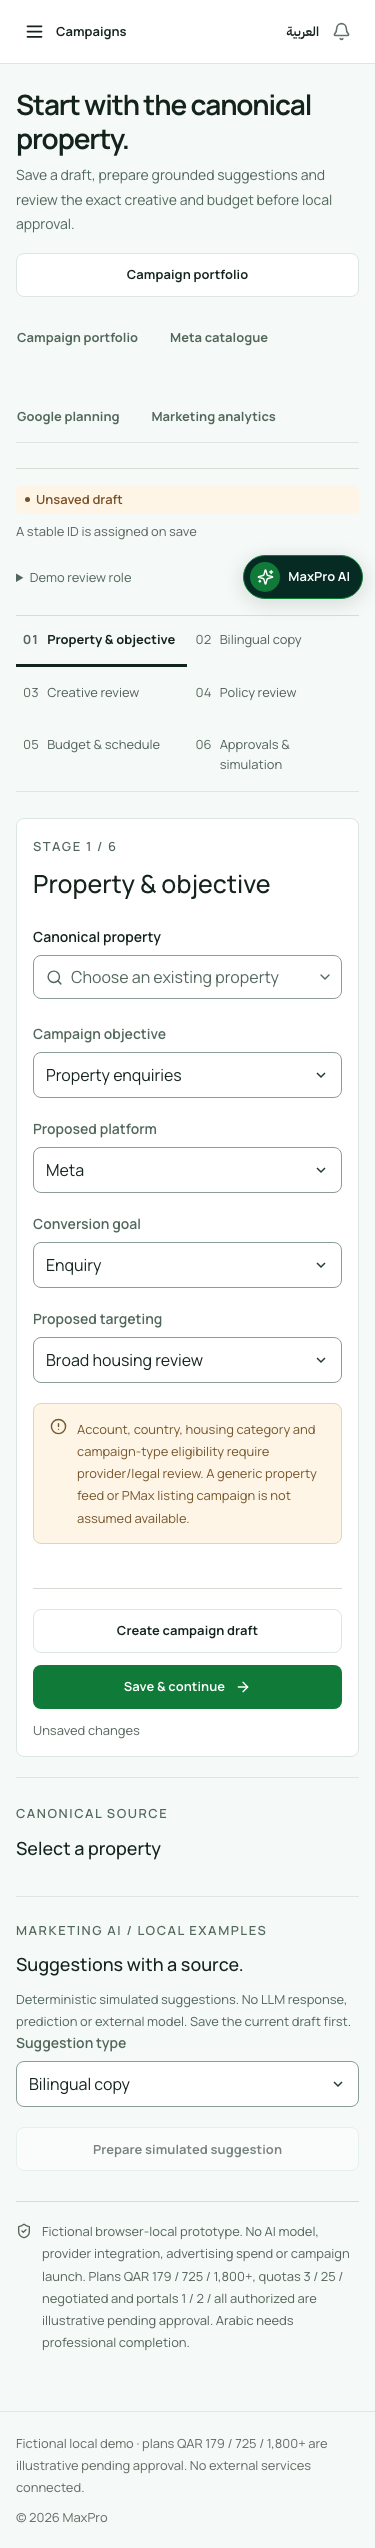 Campaigns
العربية
Start with the canonical
property.
Save a draft, prepare grounded suggestions and
review the exact creative and budget before local
approval.
Campaign portfolio
Campaign portfolio Meta catalogue
Google planning Marketing analytics
Unsaved draft
A stable ID is assigned on save
Demo review role
MaxPro AI
01 Property & objective
02 Bilingual copy
03 Creative review
04 Policy review
05 Budget & schedule
06 Approvals &
simulation
STAGE 1 / 6
Property & objective
Canonical property
Choose an existing property
Campaign objective
Property enquiries
Proposed platform
Meta
Conversion goal
Enquiry
Proposed targeting
Broad housing review
Account, country, housing category and
campaign-type eligibility require
provider/legal review. A generic property
feed or PMax listing campaign is not
assumed available.
Create campaign draft
Save & continue
Unsaved changes
CANONICAL SOURCE
Select a property
MARKETING AI / LOCAL EXAMPLES
Suggestions with a source.
Deterministic simulated suggestions. No LLM response,
prediction or external model. Save the current draft first.
Suggestion type
Bilingual copy
Prepare simulated suggestion
Fictional browser-local prototype. No AI model,
provider integration, advertising spend or campaign
launch. Plans QAR 179 / 725 / 1,800+, quotas 3 / 25 /
negotiated and portals 1 / 2 / all authorized are
illustrative pending approval. Arabic needs
professional completion.
Fictional local demo · plans QAR 179 / 725 / 1,800+ are
illustrative pending approval. No external services
connected.
© 2026 MaxPro